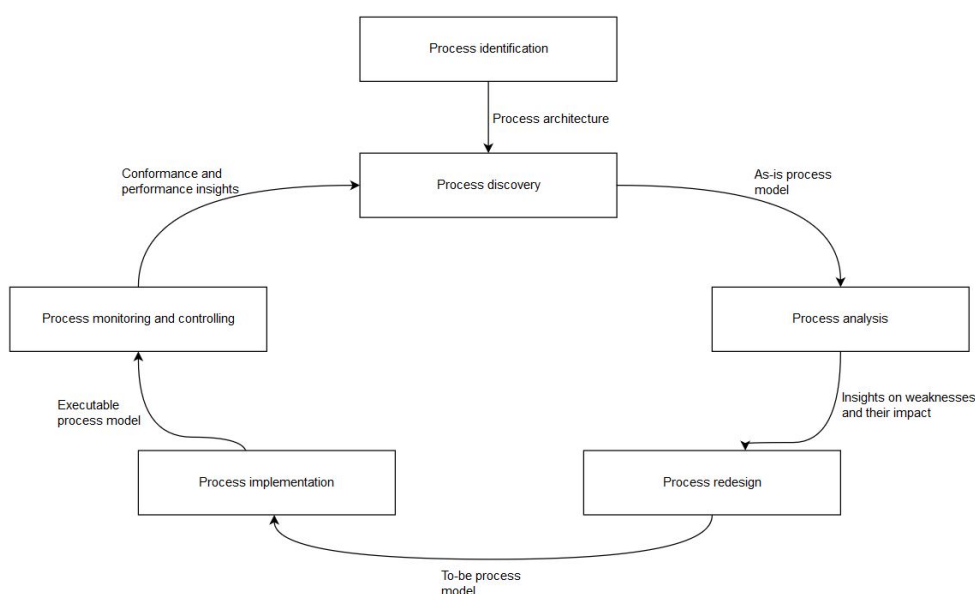 Process identification
Process architecture
Process discovery
Conformance and
performance insights
As-is process
model
Process monitoring and controlling
Process analysis
Executable
process model
Insights on weaknesses
and their impact
Process implementation
Process redesign
To-be process
model